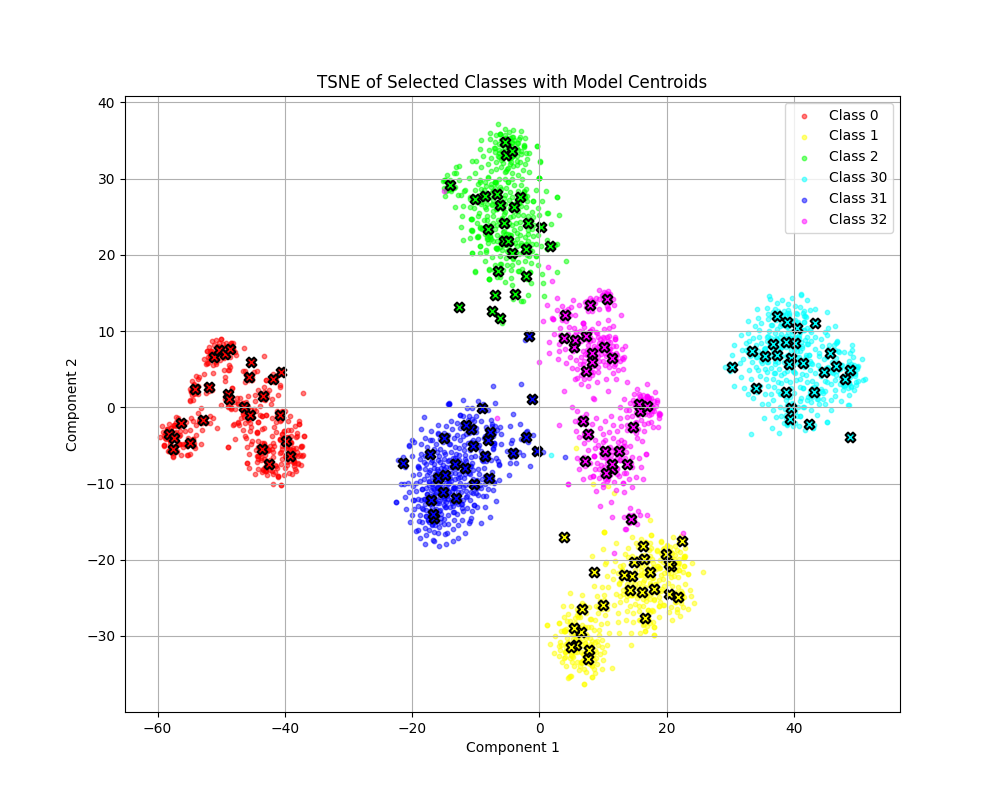 TSNE of Selected Classes with Model Centroids
Class 0
Class 1
Class 2
Class 30
Class 31
Class 32
40
30
20
10
0
−10
−20
−30
Component 2
−60
−40
−20
0
20
40
Component 1